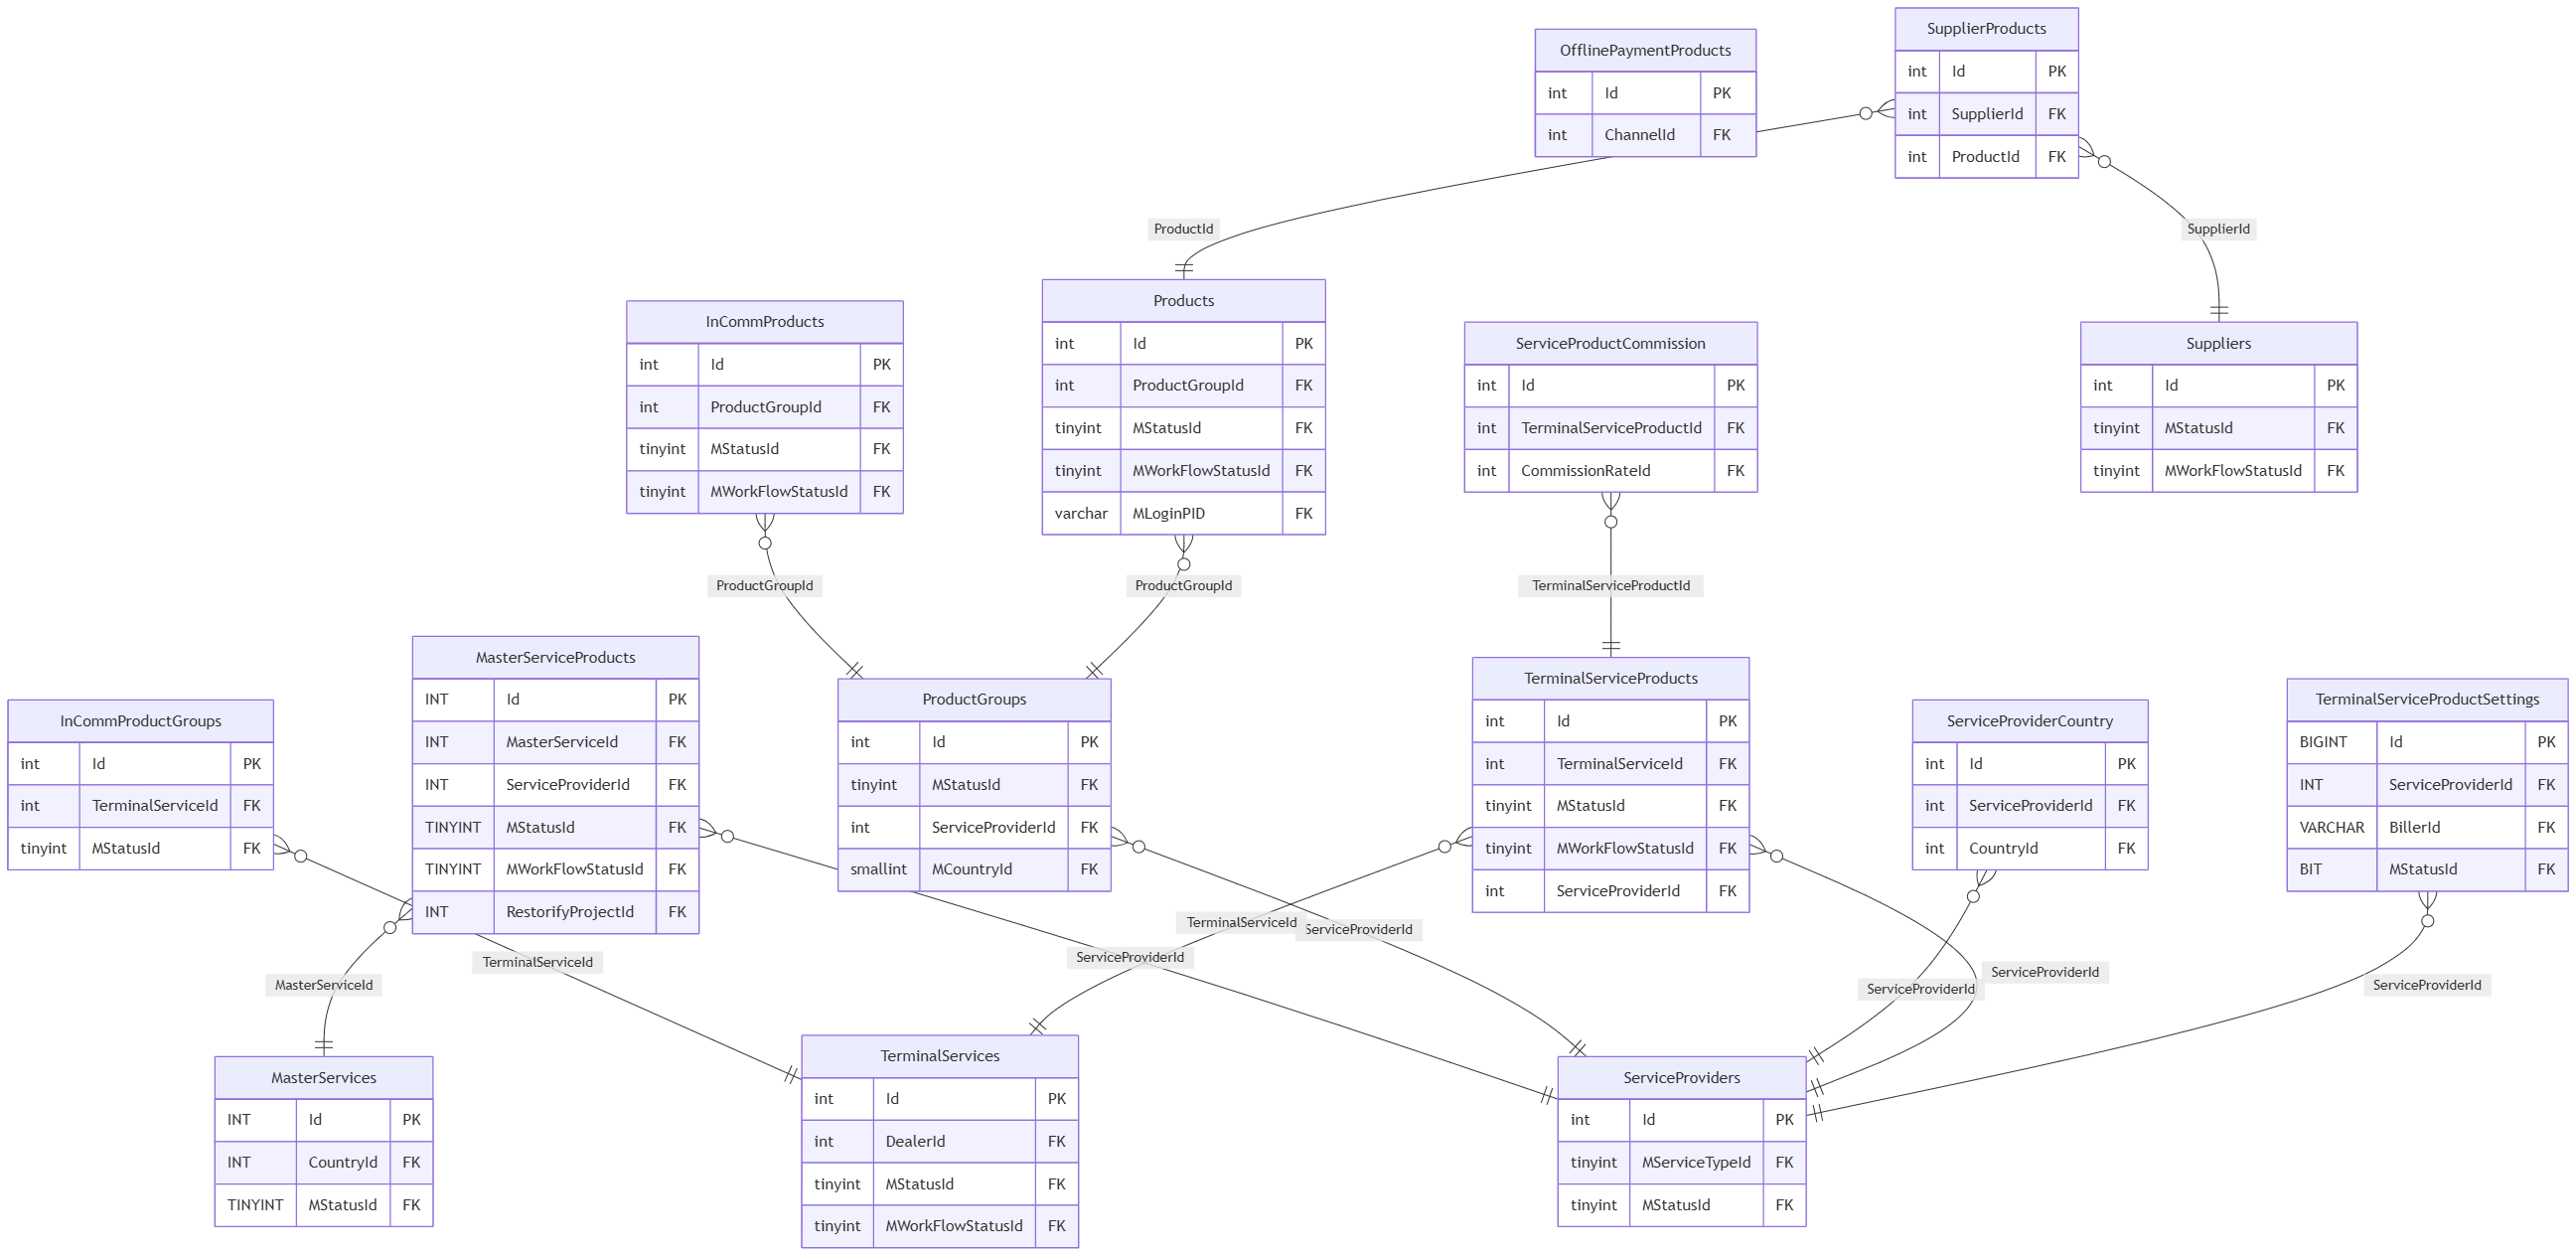 OfflinePaymentProducts
int Id PK
int ChannelId FK
SupplierProducts
int Id PK
int SupplierId FK
int ProductId FK
ProductId
SupplierId
InCommProducts
int Id PK
int ProductGroupId FK
tinyint MStatusId FK
tinyint MWorkFlowStatusId FK
Products
int Id PK
int ProductGroupId FK
tinyint MStatusId FK
tinyint MWorkFlowStatusId FK
varchar MLoginPID FK
ServiceProductCommission
int Id PK
int TerminalServiceProductId FK
int CommissionRateId FK
Suppliers
int Id PK
tinyint MStatusId FK
tinyint MWorkFlowStatusId FK
ProductGroupId
ProductGroupId
TerminalServiceProductId
InCommProductGroups
int Id PK
int TerminalServiceId FK
tinyint MStatusId FK
MasterServiceProducts
INT Id PK
INT MasterServiceId FK
INT ServiceProviderId FK
TINYINT MStatusId FK
TINYINT MWorkFlowStatusId FK
INT RestorifyProjectId FK
ProductGroups
int Id PK
tinyint MStatusId FK
int ServiceProviderId FK
smallint MCountryId FK
TerminalServiceProducts
int Id PK
int TerminalServiceId FK
tinyint MStatusId FK
tinyint MWorkFlowStatusId FK
int ServiceProviderId FK
ServiceProviderCountry
int Id PK
int ServiceProviderId FK
int CountryId FK
TerminalServiceProductSettings
BIGINT Id PK
INT ServiceProviderId FK
VARCHAR BillerId FK
BIT MStatusId FK
MasterServiceId
TerminalServiceId
ServiceProviderId
TerminalServiceId
ServiceProviderId
ServiceProviderId
ServiceProviderId
ServiceProviderId
MasterServices
INT Id PK
INT CountryId FK
TINYINT MStatusId FK
TerminalServices
int Id PK
int DealerId FK
tinyint MStatusId FK
tinyint MWorkFlowStatusId FK
ServiceProviders
int Id PK
tinyint MServiceTypeId FK
tinyint MStatusId FK